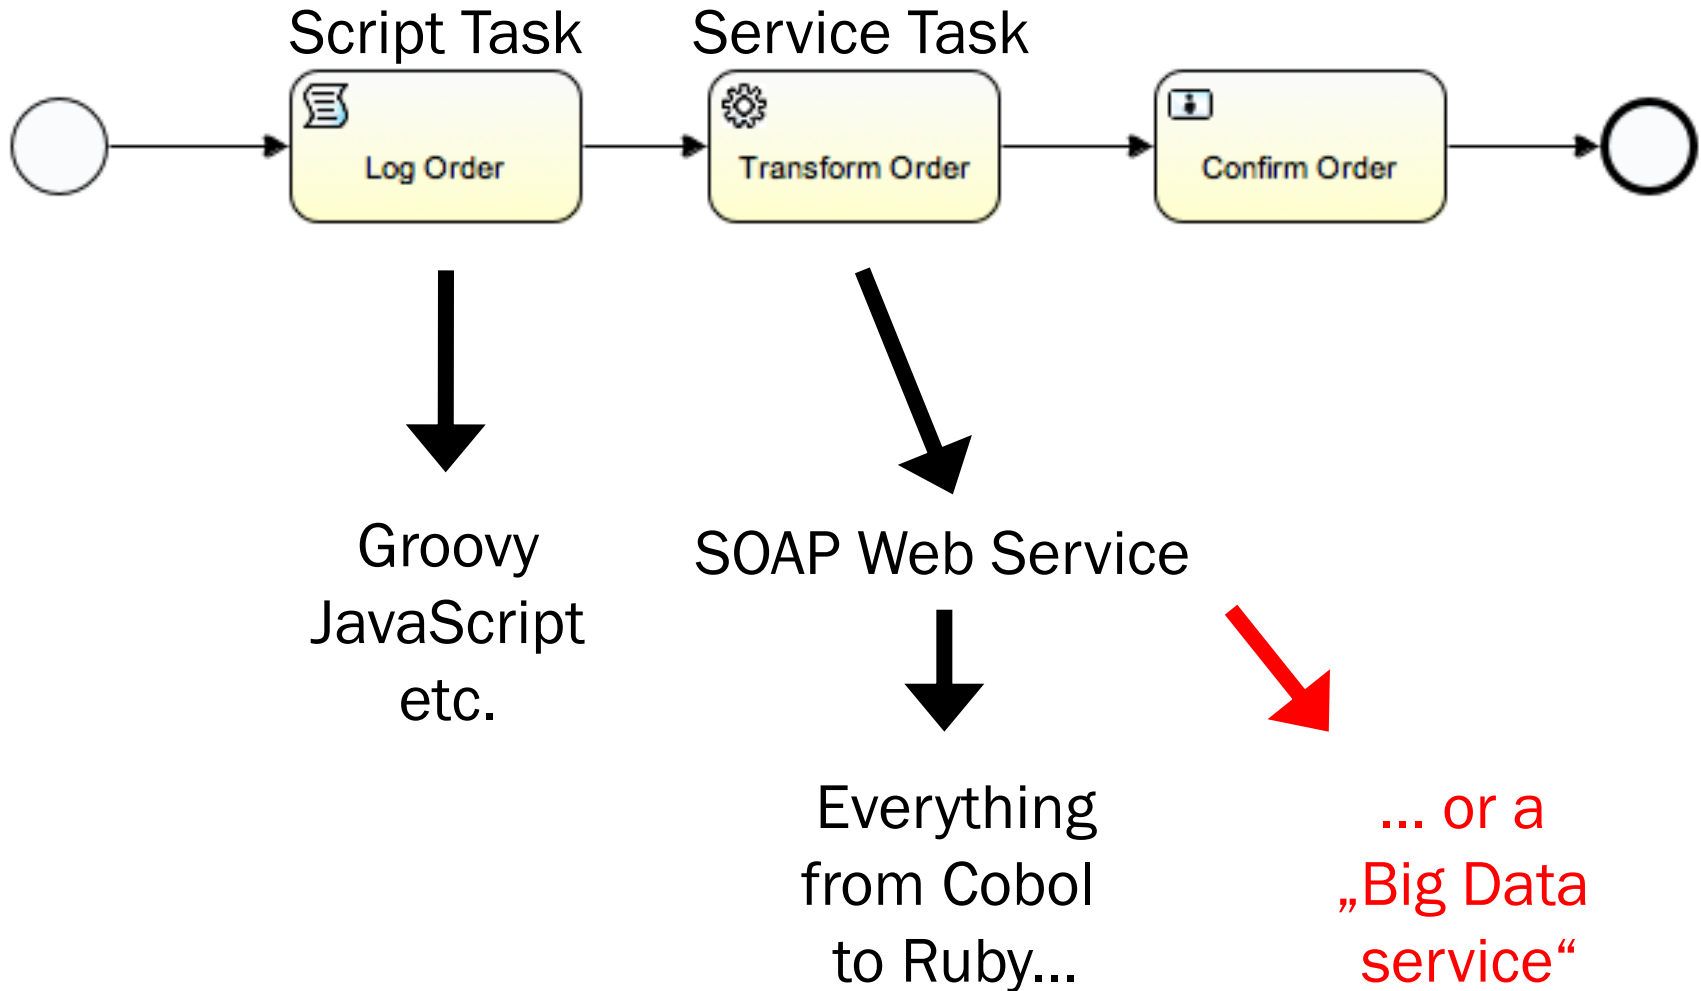 Script Task
Service Task
Log Order
Transform Order
Confirm Order
Groovy
JavaScript
etc.
SOAP Web Service
Everything
from Cobol
to Ruby...
... or a
„Big Data
service“